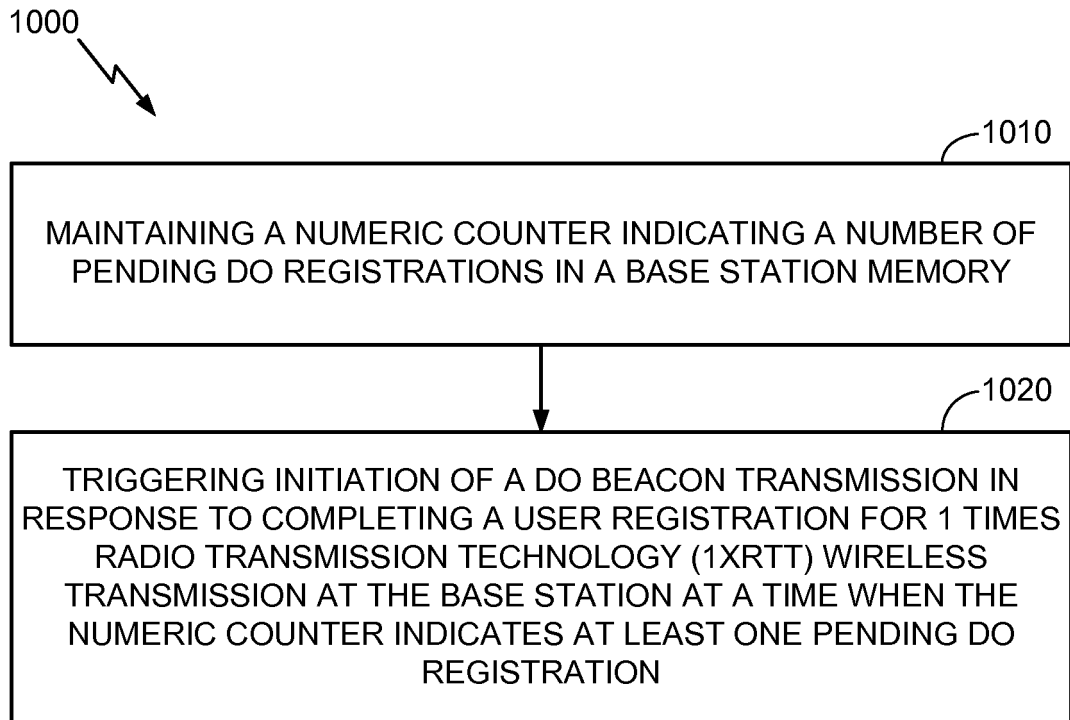 1000
1010
MAINTAINING A NUMERIC COUNTER INDICATING A NUMBER OF
PENDING DO REGISTRATIONS IN A BASE STATION MEMORY
1020
TRIGGERING INITIATION OF A DO BEACON TRANSMISSION IN
RESPONSE TO COMPLETING A USER REGISTRATION FOR 1 TIMES
RADIO TRANSMISSION TECHNOLOGY (1XRTT) WIRELESS
TRANSMISSION AT THE BASE STATION AT A TIME WHEN THE
NUMERIC COUNTER INDICATES AT LEAST ONE PENDING DO
REGISTRATION